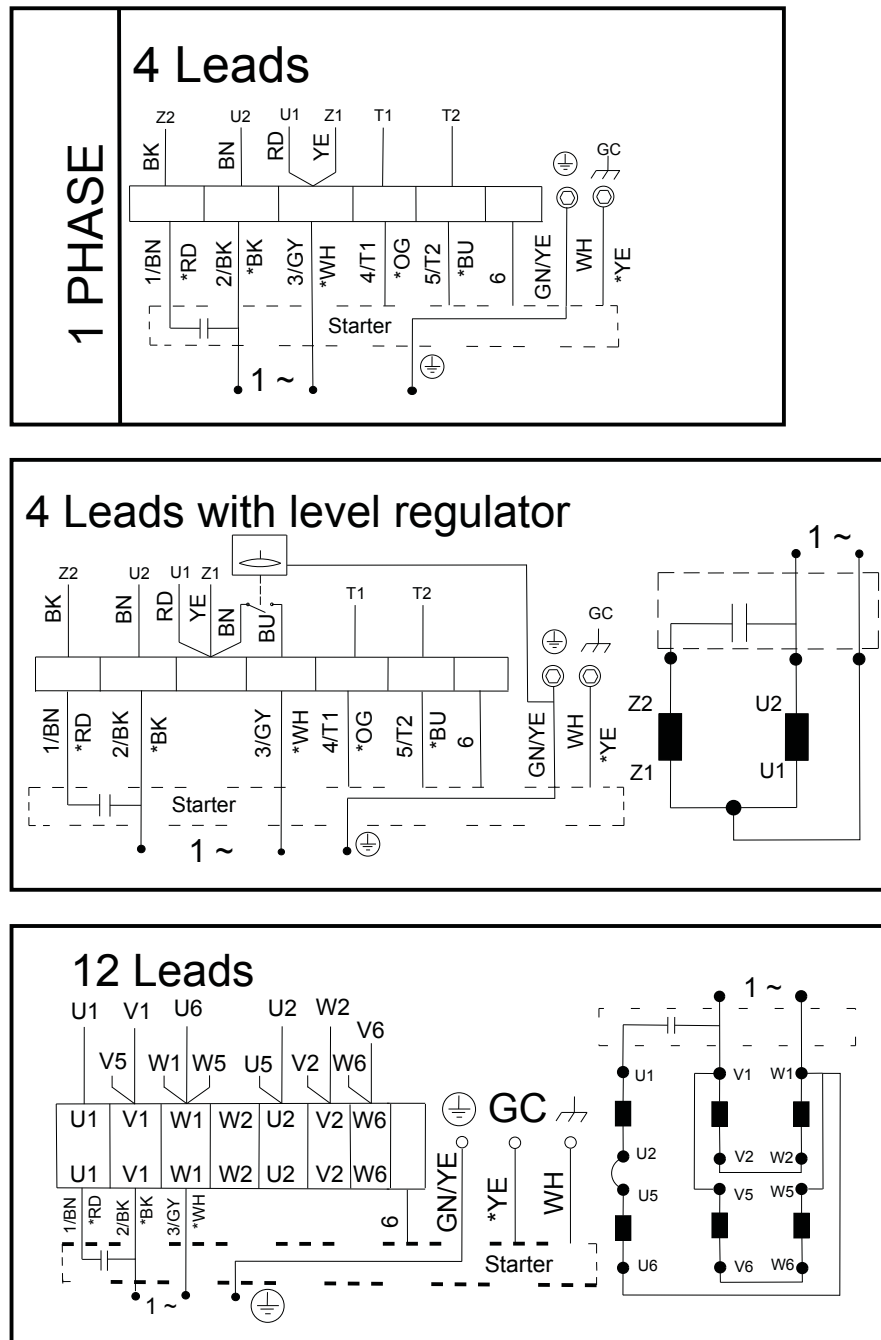 1 PHASE
4 Leads
Z2 U2 U1 Z1 T1 T2 GC
BK BN RD YE
1/BN *RD 2/BK *BK 3/GY *WH 4/T1 *OG 5/T2 *BU 6 GN/YE WH *YE
Starter
1 ~
4 Leads with level regulator
Z2 U2 U1 Z1 T1 T2 GC
BK BN RD YE BN BU
1/BN *RD 2/BK *BK 3/GY *WH 4/T1 *OG 5/T2 *BU 6 GN/YE WH *YE
Starter
1 ~
1 ~
Z2 U2
Z1 U1
12 Leads
U1 V1 U6 U2 W2
V6
V5 W1 W5 U5 V2 W6
U1 V1 W1 W2 U2 V2 W6
U1 V1 W1 W2 U2 V2 W6
GC
1/BN *RD 2/BK *BK 3/GY *WH 6 GN/YE *YE WH
Starter
1 ~
1 ~
U1 V1 W1
U2 V2 W2
U5 V5 W5
U6 V6 W6